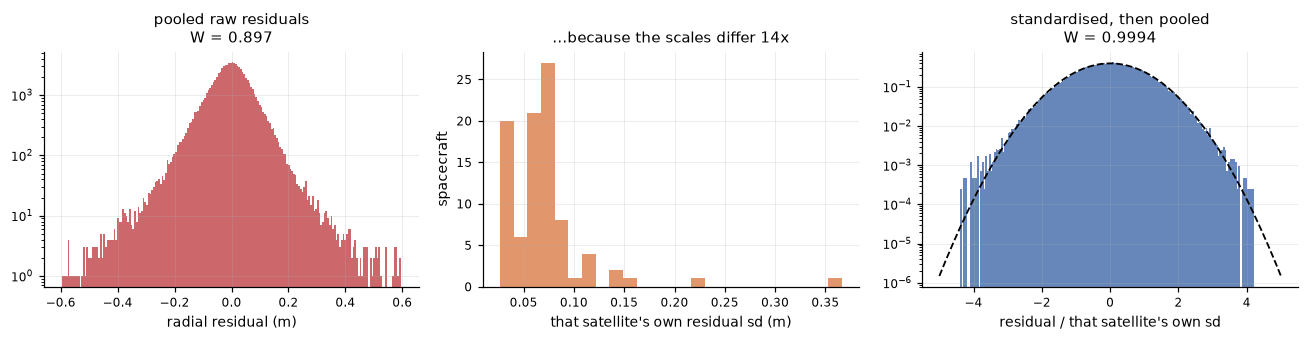 pooled raw residuals
W = 0.897
10³
10²
10¹
10⁰
−0.6 −0.4 −0.2 0.0 0.2 0.4 0.6
radial residual (m)
...because the scales differ 14x
spacecraft
25
20
15
10
5
0
0.05 0.10 0.15 0.20 0.25 0.30 0.35
that satellite's own residual sd (m)
standardised, then pooled
W = 0.9994
10⁻¹
10⁻²
10⁻³
10⁻⁴
10⁻⁵
10⁻⁶
−4 −2 0 2 4
residual / that satellite's own sd